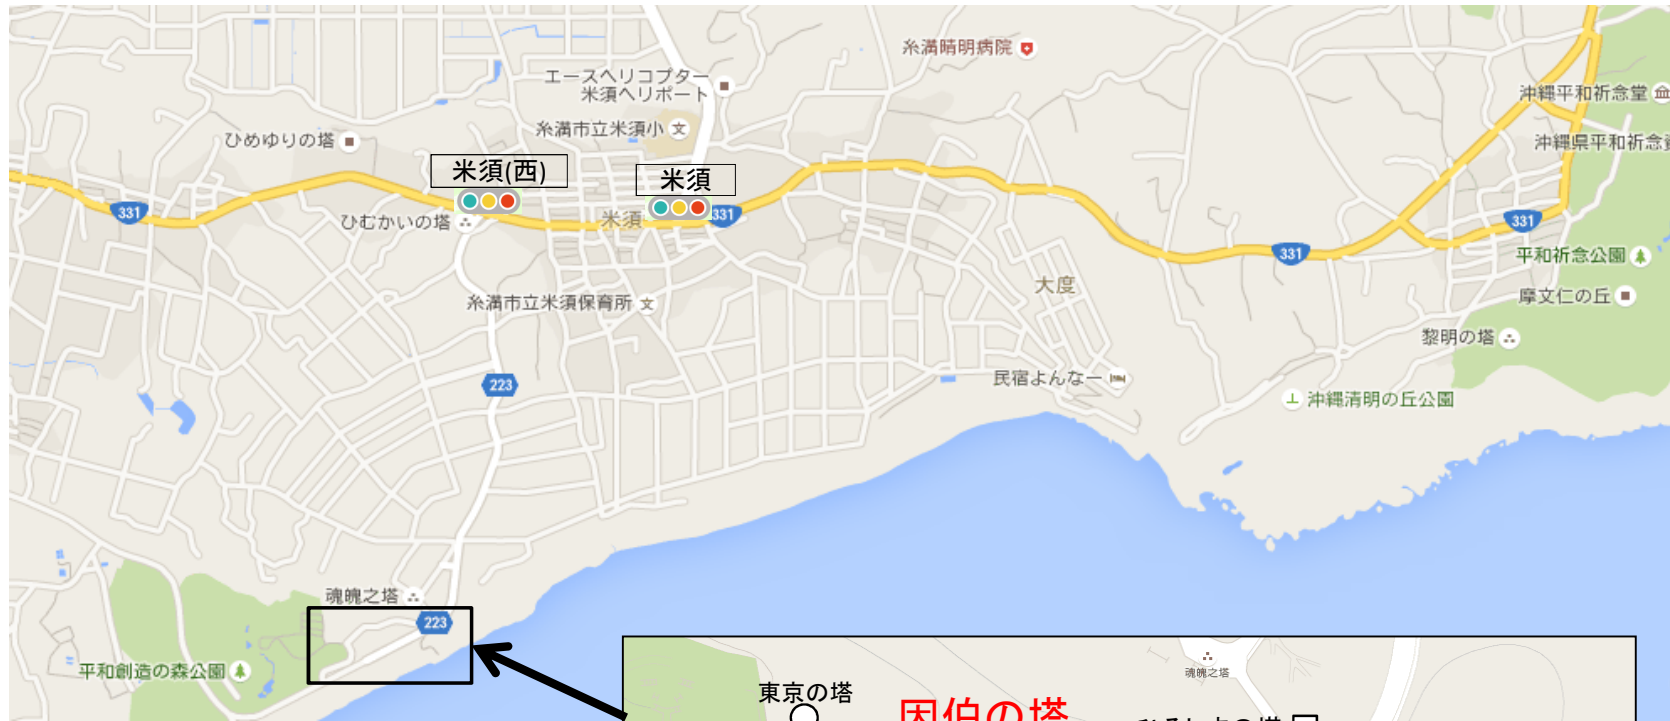 糸満晴明病院
エースヘリコプター
米須ヘリポート
沖縄平和祈念堂
糸満市立米須小
ひめゆりの塔
沖縄県平和祈念資
米須(西)
米須
331
ひむかいの塔
米須
331
331
331
平和祈念公園
大度
摩文仁の丘
糸満市立米須保育所
黎明の塔
223
民宿よんなー
沖縄清明の丘公園
魂魄之塔
223
平和創造の森公園
魂魄之塔
東京の塔
因伯の塔